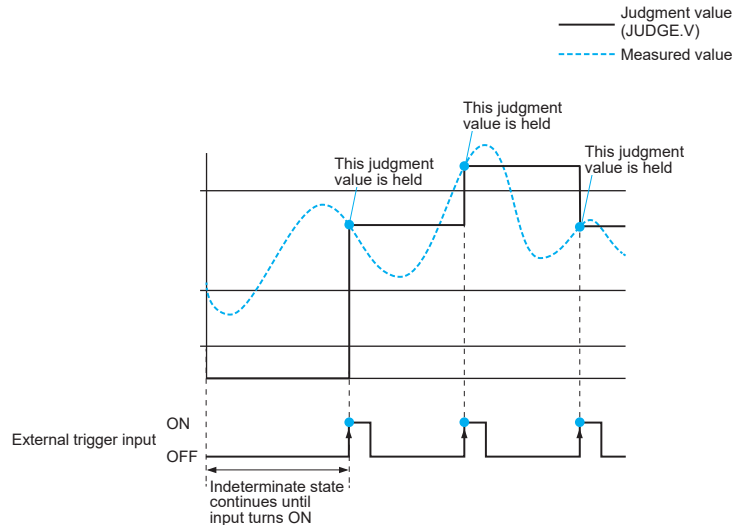 Judgment value
(JUDGE.V)
Measured value
This judgment
value is held
This judgment
value is held
This judgment
value is held
ON
External trigger input
OFF
Indeterminate state
continues until
input turns ON